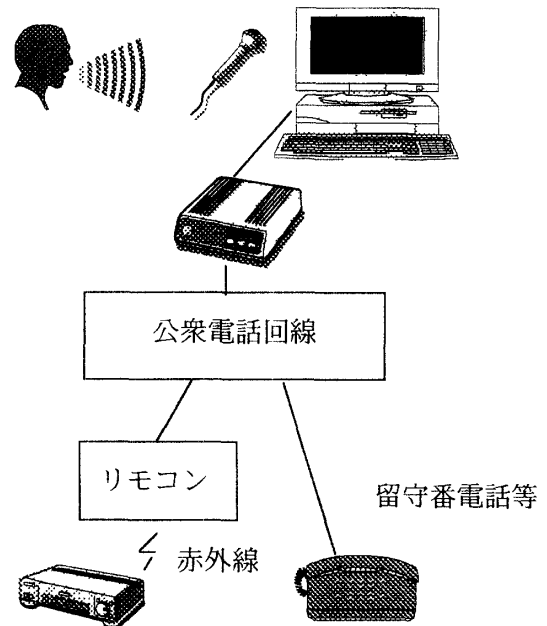 公衆電話回線
リモコン
留守番電話等
赤外線